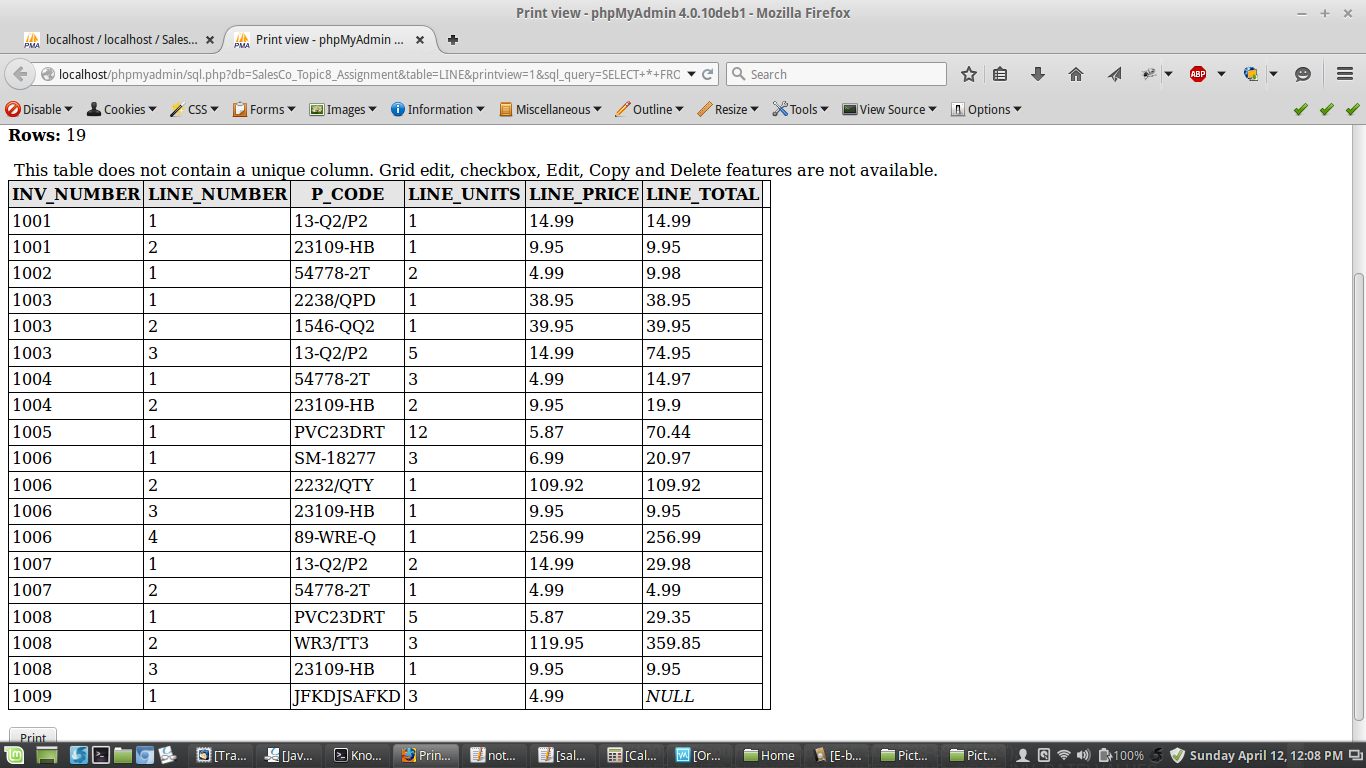 Print view - phpMyAdmin 4.0.10deb1 - Mozilla Firefox
localhost / localhost / Sales...
Print view - phpMyAdmin ...
localhost/phpmyadmin/sql.php?db=SalesCo_Topic8_Assignment&table=LINE&printview=1&sql_query=SELECT+*+FRO
Search
ABP
Disable Cookies CSS Forms Images Information Miscellaneous Outline Resize Tools View Source Options
Rows: 19
This table does not contain a unique column. Grid edit, checkbox, Edit, Copy and Delete features are not available.
INV_NUMBER LINE_NUMBER P_CODE LINE_UNITS LINE_PRICE LINE_TOTAL
1001 1 13-Q2/P2 1 14.99 14.99
1001 2 23109-HB 1 9.95 9.95
1002 1 54778-2T 2 4.99 9.98
1003 1 2238/QPD 1 38.95 38.95
1003 2 1546-QQ2 1 39.95 39.95
1003 3 13-Q2/P2 5 14.99 74.95
1004 1 54778-2T 3 4.99 14.97
1004 2 23109-HB 2 9.95 19.9
1005 1 PVC23DRT 12 5.87 70.44
1006 1 SM-18277 3 6.99 20.97
1006 2 2232/QTY 1 109.92 109.92
1006 3 23109-HB 1 9.95 9.95
1006 4 89-WRE-Q 1 256.99 256.99
1007 1 13-Q2/P2 2 14.99 29.98
1007 2 54778-2T 1 4.99 4.99
1008 1 PVC23DRT 5 5.87 29.35
1008 2 WR3/TT3 3 119.95 359.85
1008 3 23109-HB 1 9.95 9.95
1009 1 JFKDJSAFKD 3 4.99 NULL
Print
[Tra... [Jav... Kno... Prin... not... [sal... [Cal... [Or... Home [E-b... Pict... Pict... 100% Sunday April 12, 12:08 PM